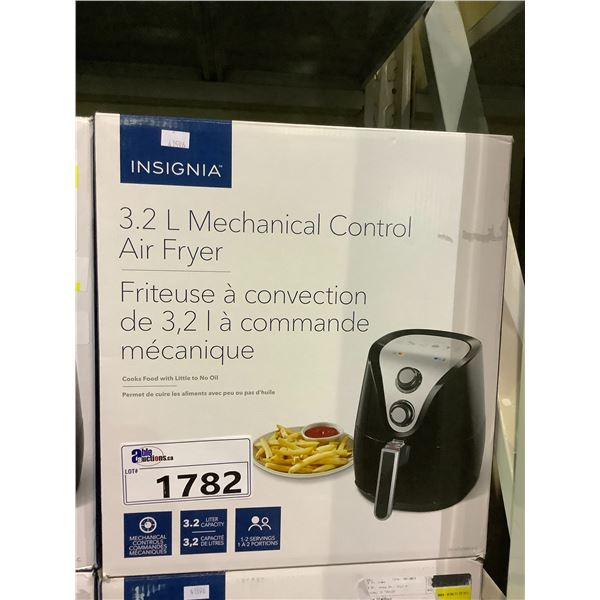 61586
INSIGNIA™
3.2 L Mechanical Control
Air Fryer
Friteuse à convection
de 3,2 l à commande
mécanique
Cooks Food with Little to No Oil
Permet de cuire les aliments avec peu ou pas d'huile
able
auctions.ca
LOT#
1782
MECHANICAL
CONTROLS
COMMANDES
MÉCANIQUES
3.2 LITER
CAPACITY
3,2 CAPACITÉ
DE LITRES
1-2 SERVINGS
1 À 2 PORTIONS